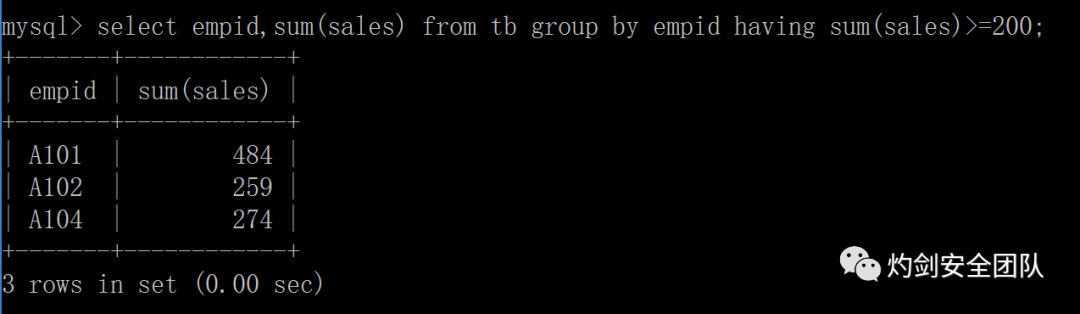 mysql> select empid,sum(sales) from tb group by empid having sum(sales)>=200;
+-------+------------+
| empid | sum(sales) |
+-------+------------+
| A101  |        484 |
| A102  |        259 |
| A104  |        274 |
+-------+------------+
3 rows in set (0.00 sec)
灼剑安全团队